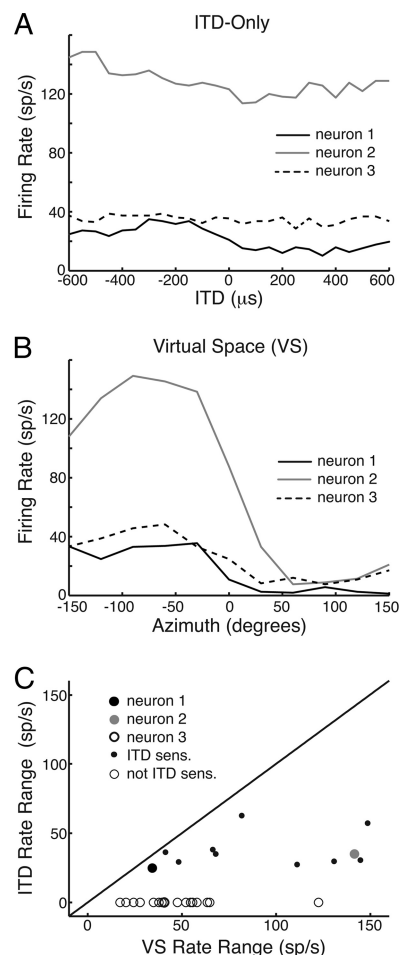 A
ITD-Only
Firing Rate (sp/s)
120
80
40
0
neuron 1
neuron 2
neuron 3
-600 -400 -200 0 200 400 600
ITD (µs)
B
Virtual Space (VS)
Firing Rate (sp/s)
120
80
40
0
neuron 1
neuron 2
neuron 3
-150 -100 -50 0 50 100 150
Azimuth (degrees)
C
ITD Rate Range (sp/s)
150
100
50
0
neuron 1
neuron 2
neuron 3
ITD sens.
not ITD sens.
0 50 100 150
VS Rate Range (sp/s)